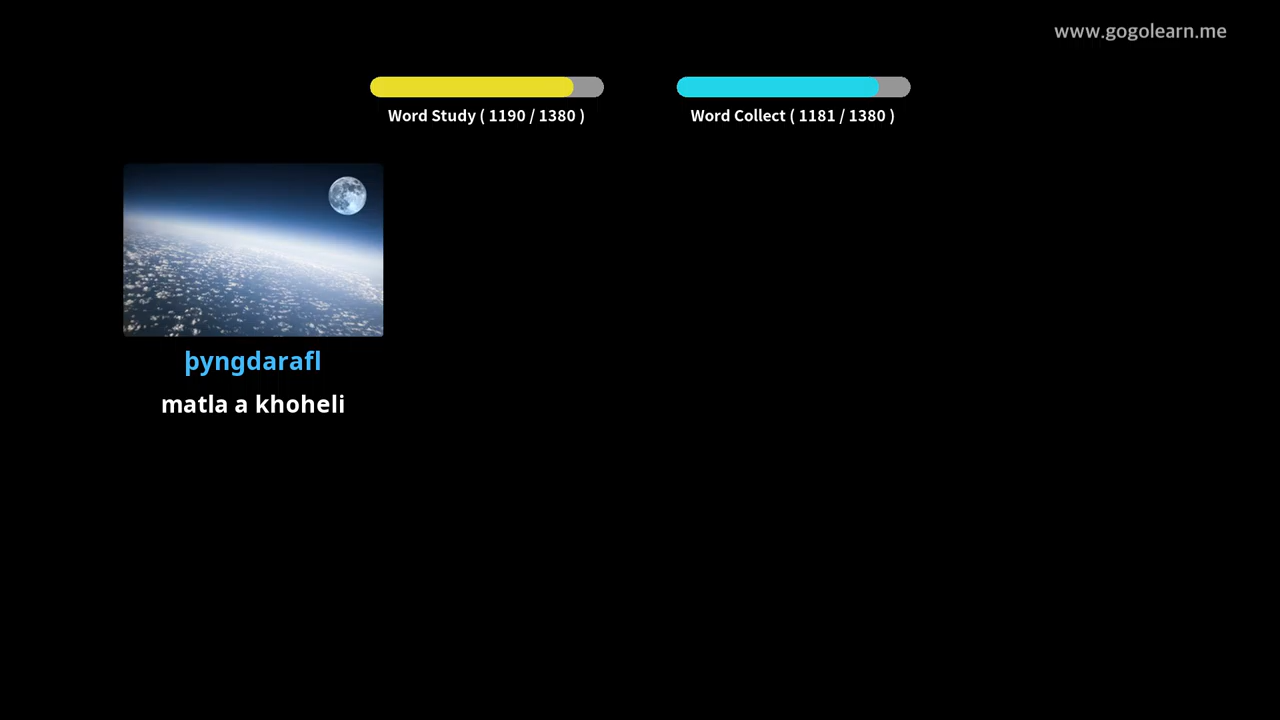 www.gogolearn.me
Word Study ( 1190 / 1380 )
Word Collect ( 1181 / 1380 )
þyngdarafl
matla a khoheli